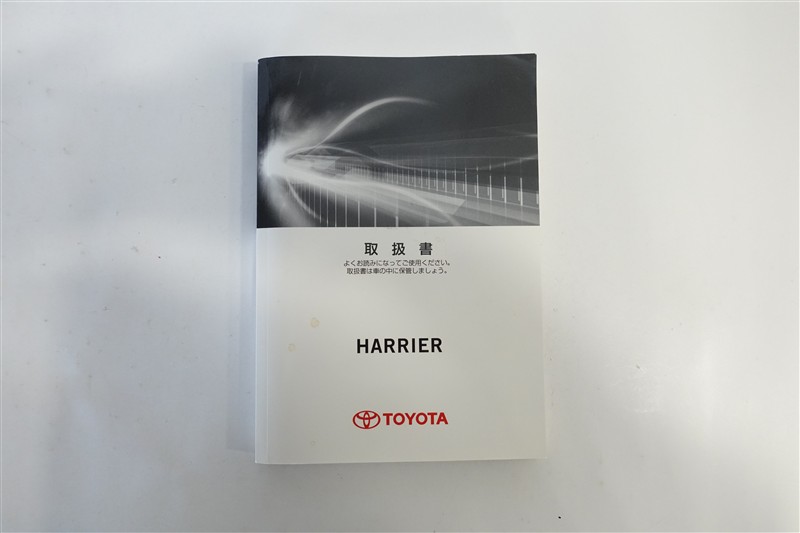 取扱書
よくお読みになってご使用ください。
取扱書は車の中に保管しましょう。
HARRIER
TOYOTA